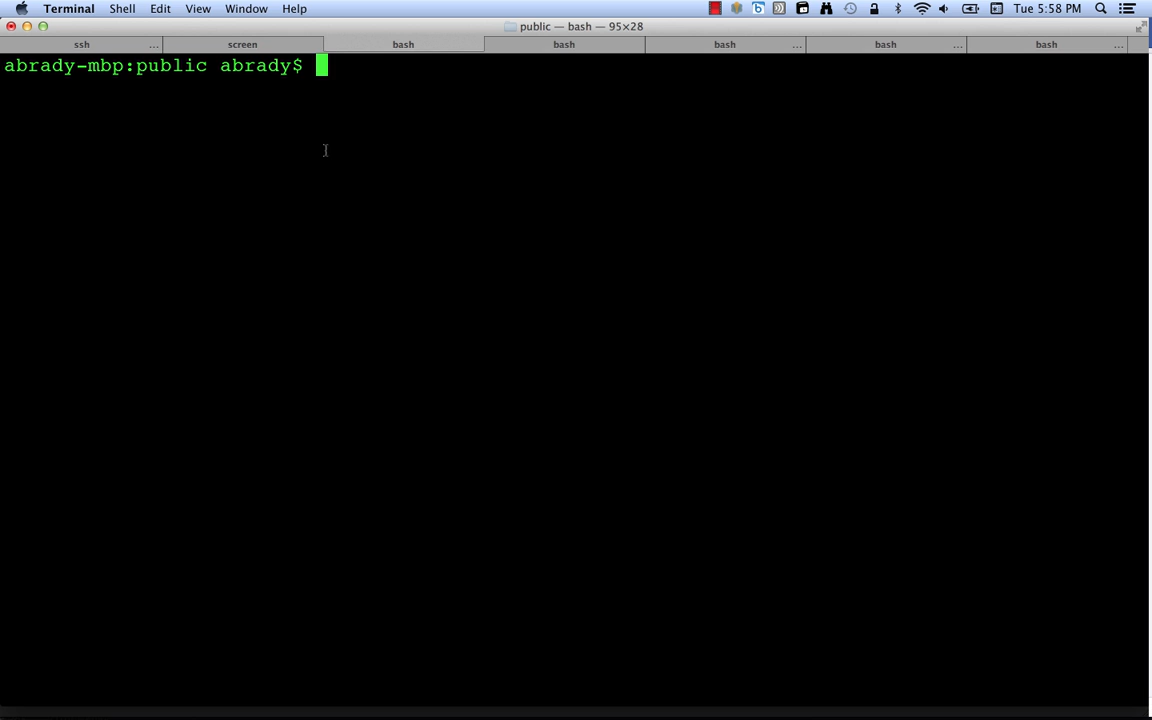 Terminal Shell Edit View Window Help Tue 5:58 PM
public — bash — 95×28
ssh ... screen bash bash bash ... bash ... bash ...
abrady-mbp:public abrady$